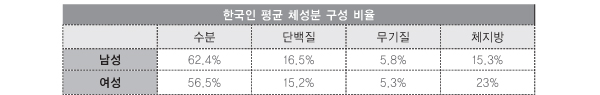 한국인 평균 체성분 구성 비율
수분 단백질 무기질 체지방
남성 62.4% 16.5% 5.8% 15.3%
여성 56.5% 15.2% 5.3% 23%